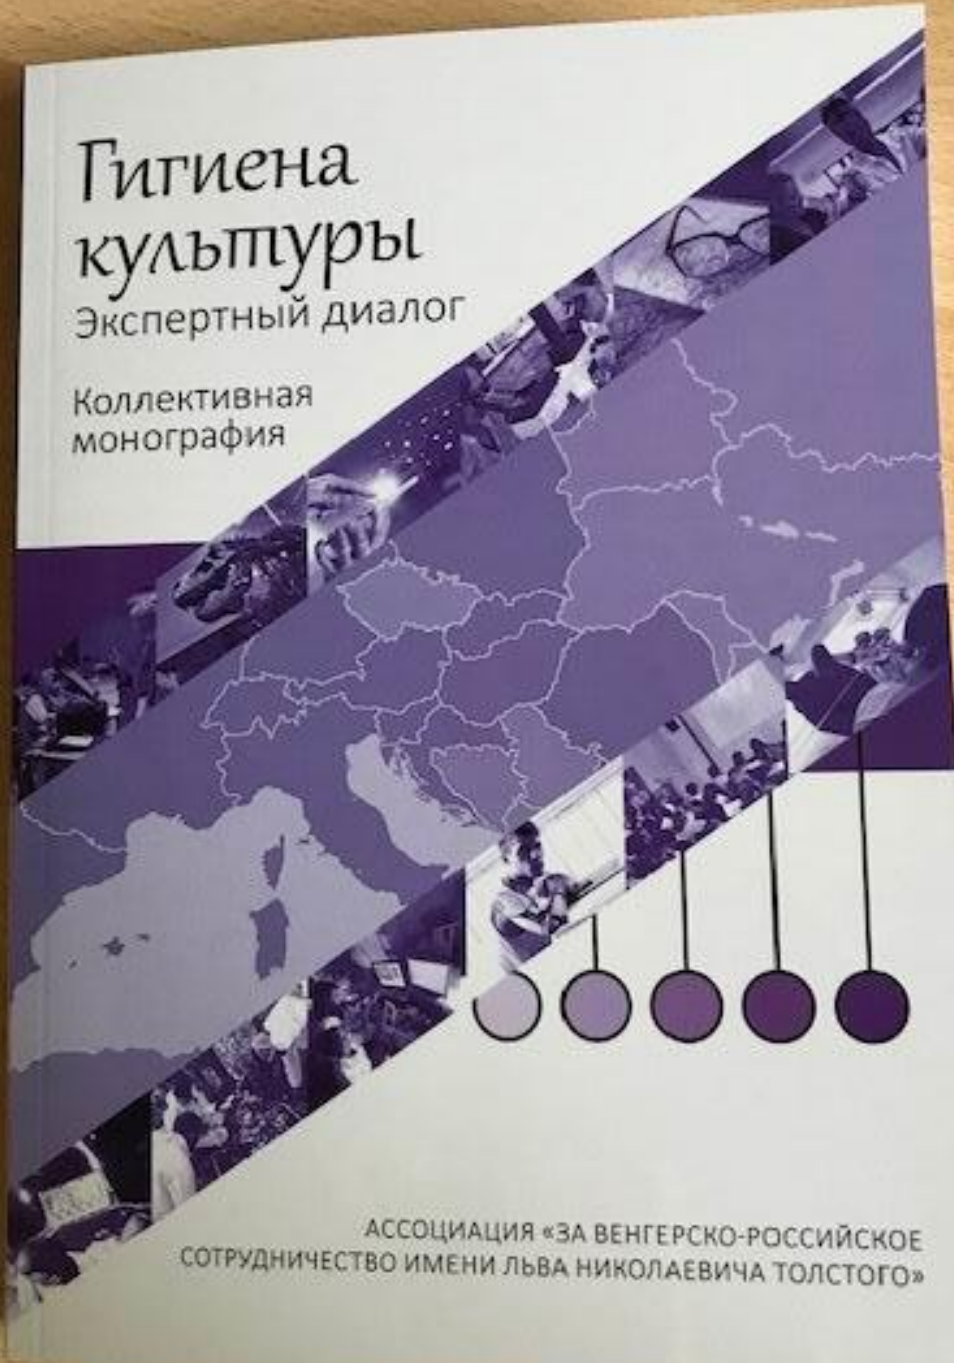 Гигиена
культуры
Экспертный диалог
Коллективная
монография
АССОЦИАЦИЯ «ЗА ВЕНГЕРСКО-РОССИЙСКОЕ
СОТРУДНИЧЕСТВО ИМЕНИ ЛЬВА НИКОЛАЕВИЧА ТОЛСТОГО»